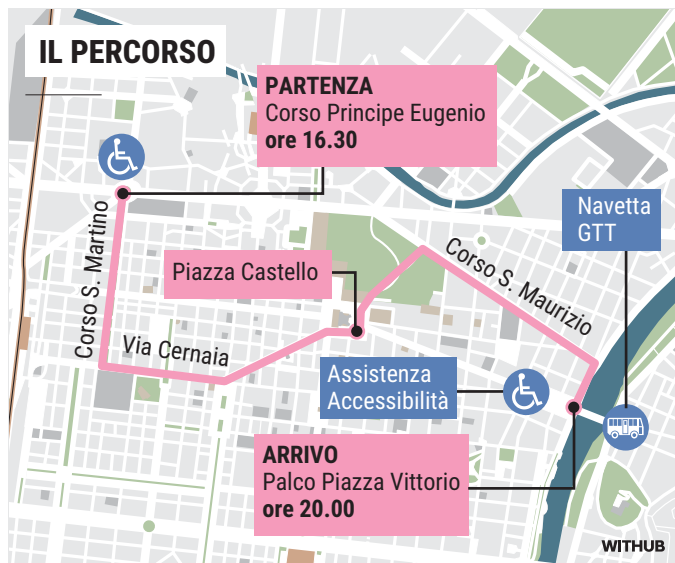 IL PERCORSO
PARTENZA
Corso Principe Eugenio
ore 16.30
Navetta
GTT
Corso S. Martino
Piazza Castello
Corso S. Maurizio
Via Cernaia
Assistenza
Accessibilità
ARRIVO
Palco Piazza Vittorio
ore 20.00
WITHUB